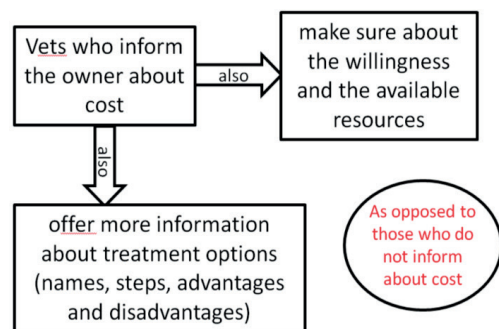 Vets who inform
the owner about
cost
also
make sure about
the willingness
and the available
resources
also
offer more information
about treatment options
(names, steps, advantages
and disadvantages)
As opposed to
those who do
not inform
about cost